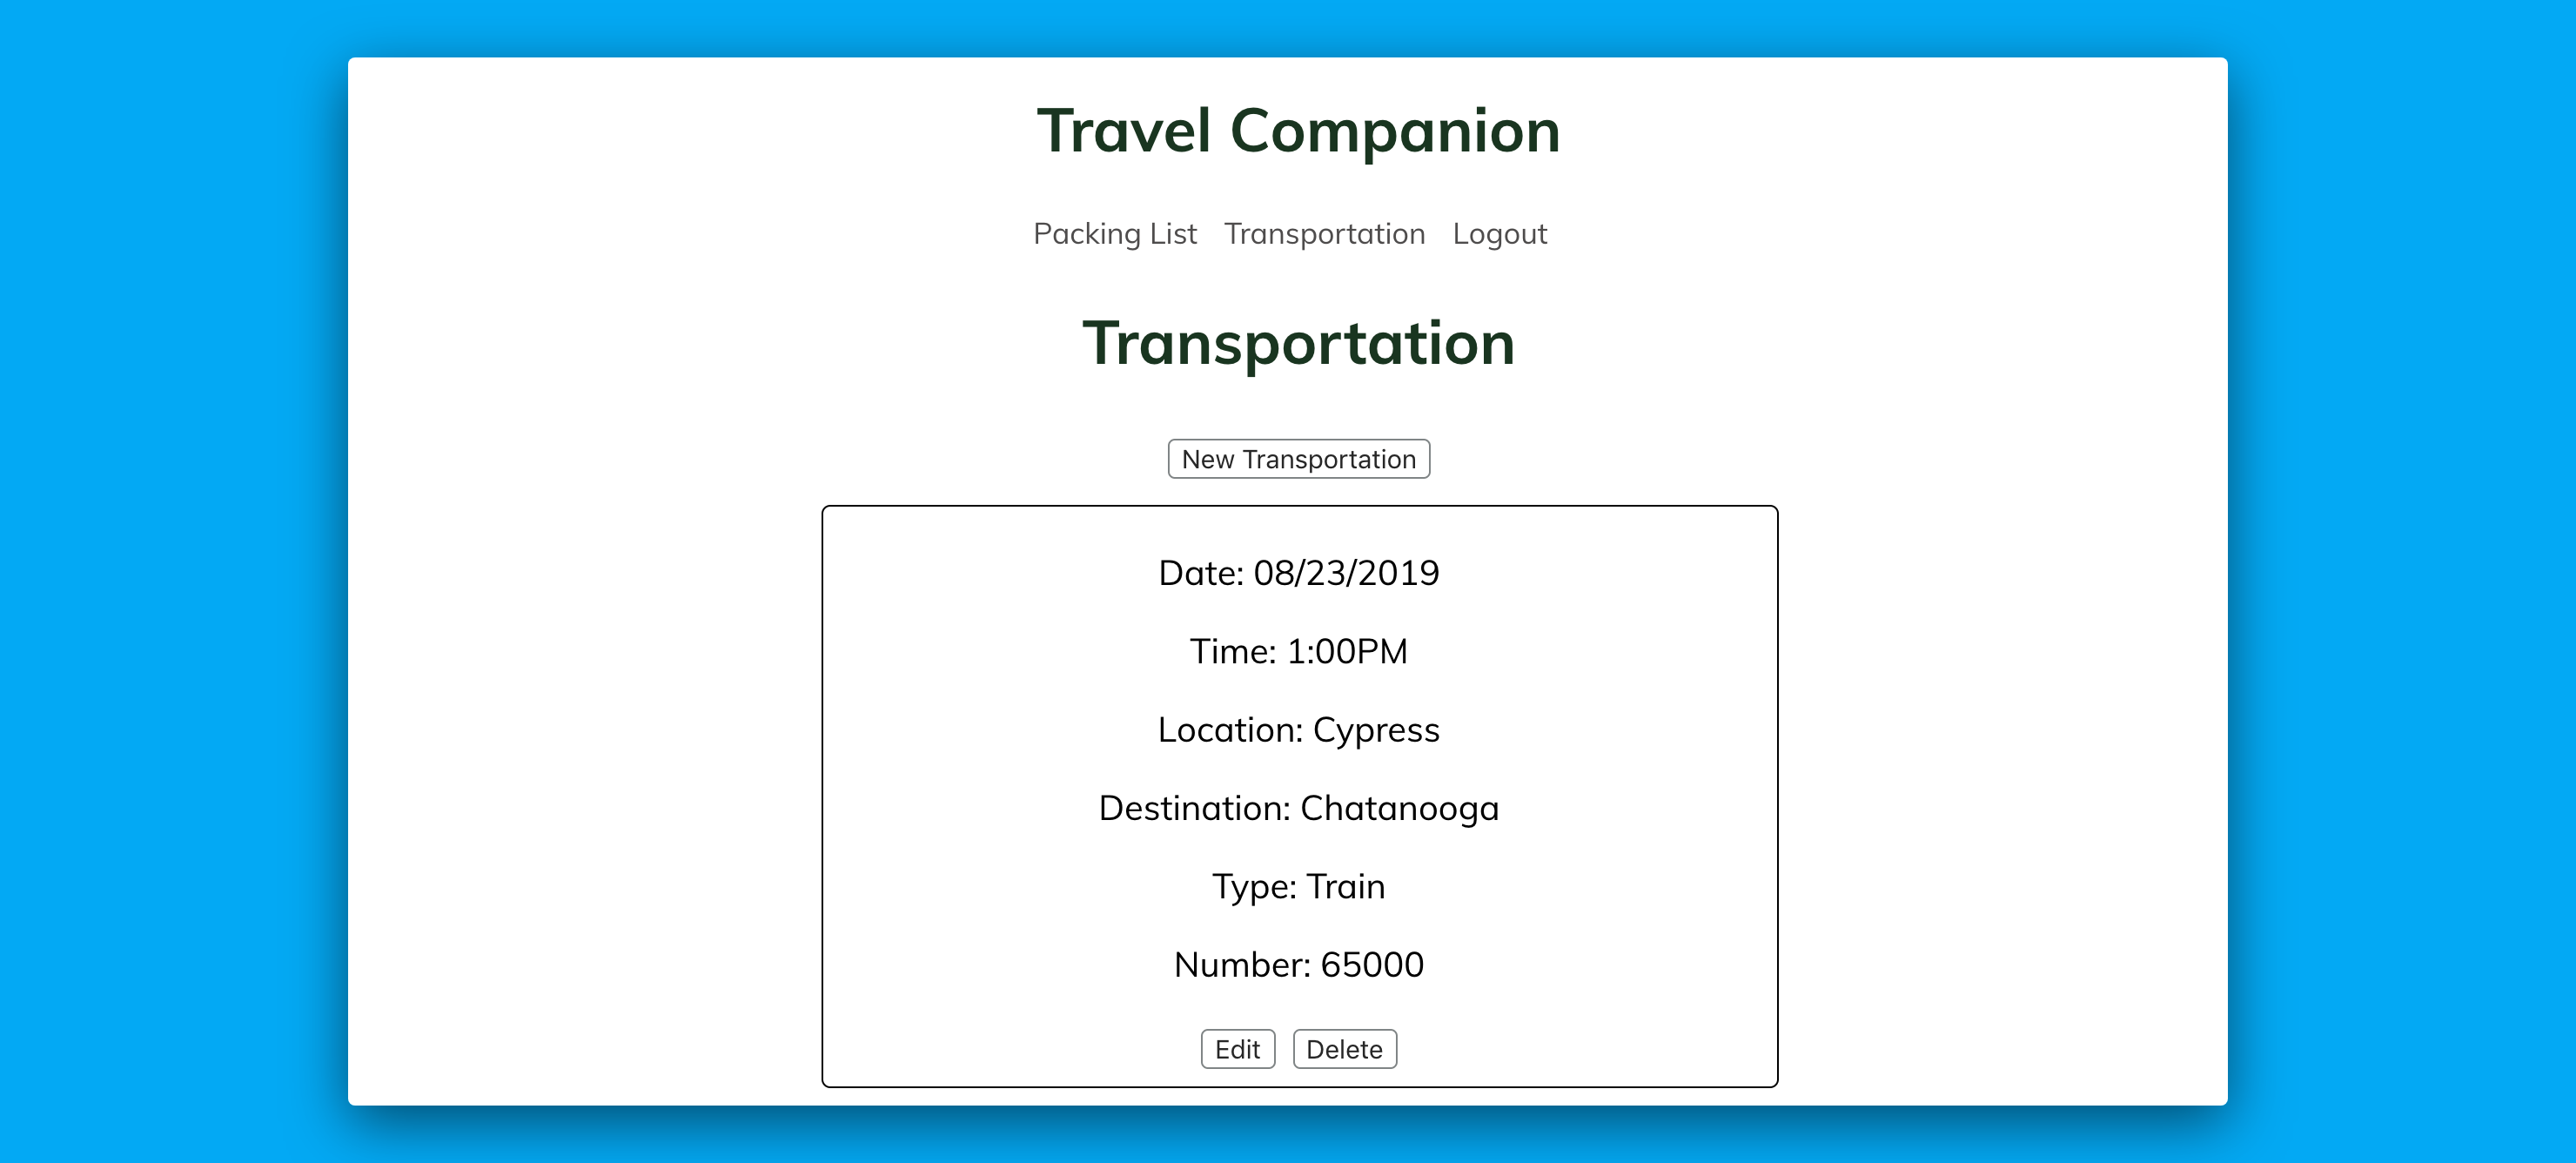 Travel Companion
Packing List Transportation Logout
Transportation
New Transportation
Date: 08/23/2019
Time: 1:00PM
Location: Cypress
Destination: Chatanooga
Type: Train
Number: 65000
Edit Delete